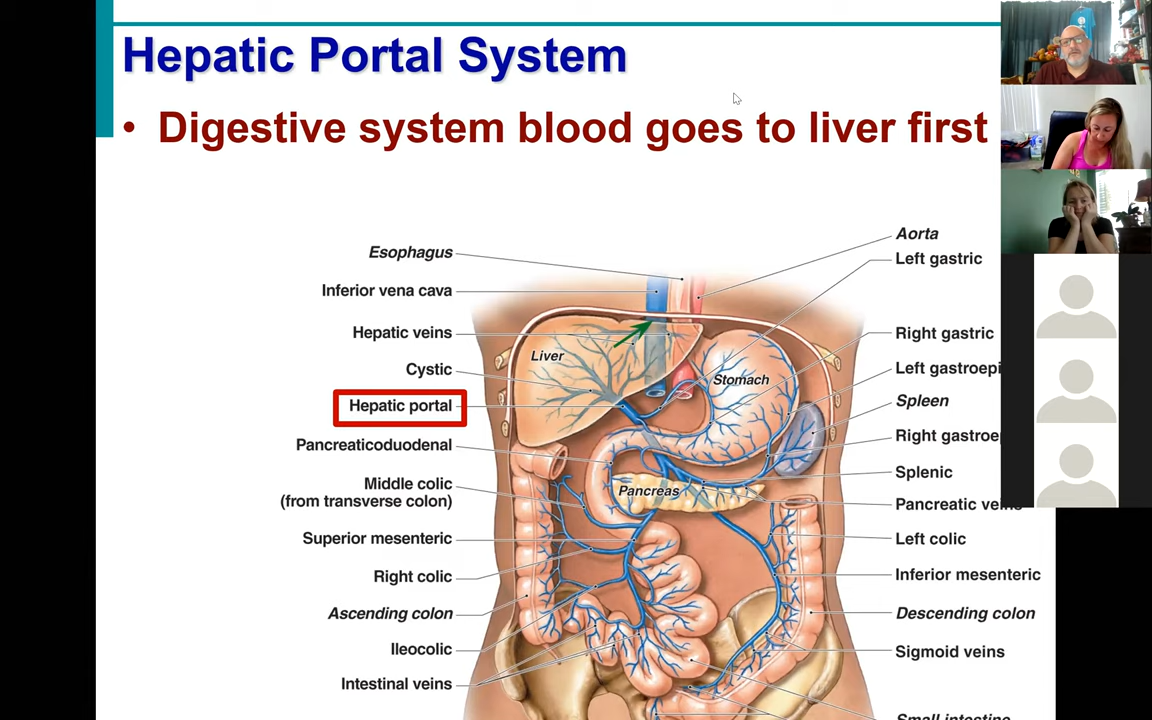 Hepatic Portal System
• Digestive system blood goes to liver first
Esophagus
Inferior vena cava
Hepatic veins
Cystic
Hepatic portal
Pancreaticoduodenal
Middle colic
(from transverse colon)
Superior mesenteric
Right colic
Ascending colon
Ileocolic
Intestinal veins
Liver
Stomach
Pancreas
Aorta
Left gastric
Right gastric
Left gastroepi
Spleen
Right gastroe
Splenic
Pancreatic veins
Left colic
Inferior mesenteric
Descending colon
Sigmoid veins
Small intestine